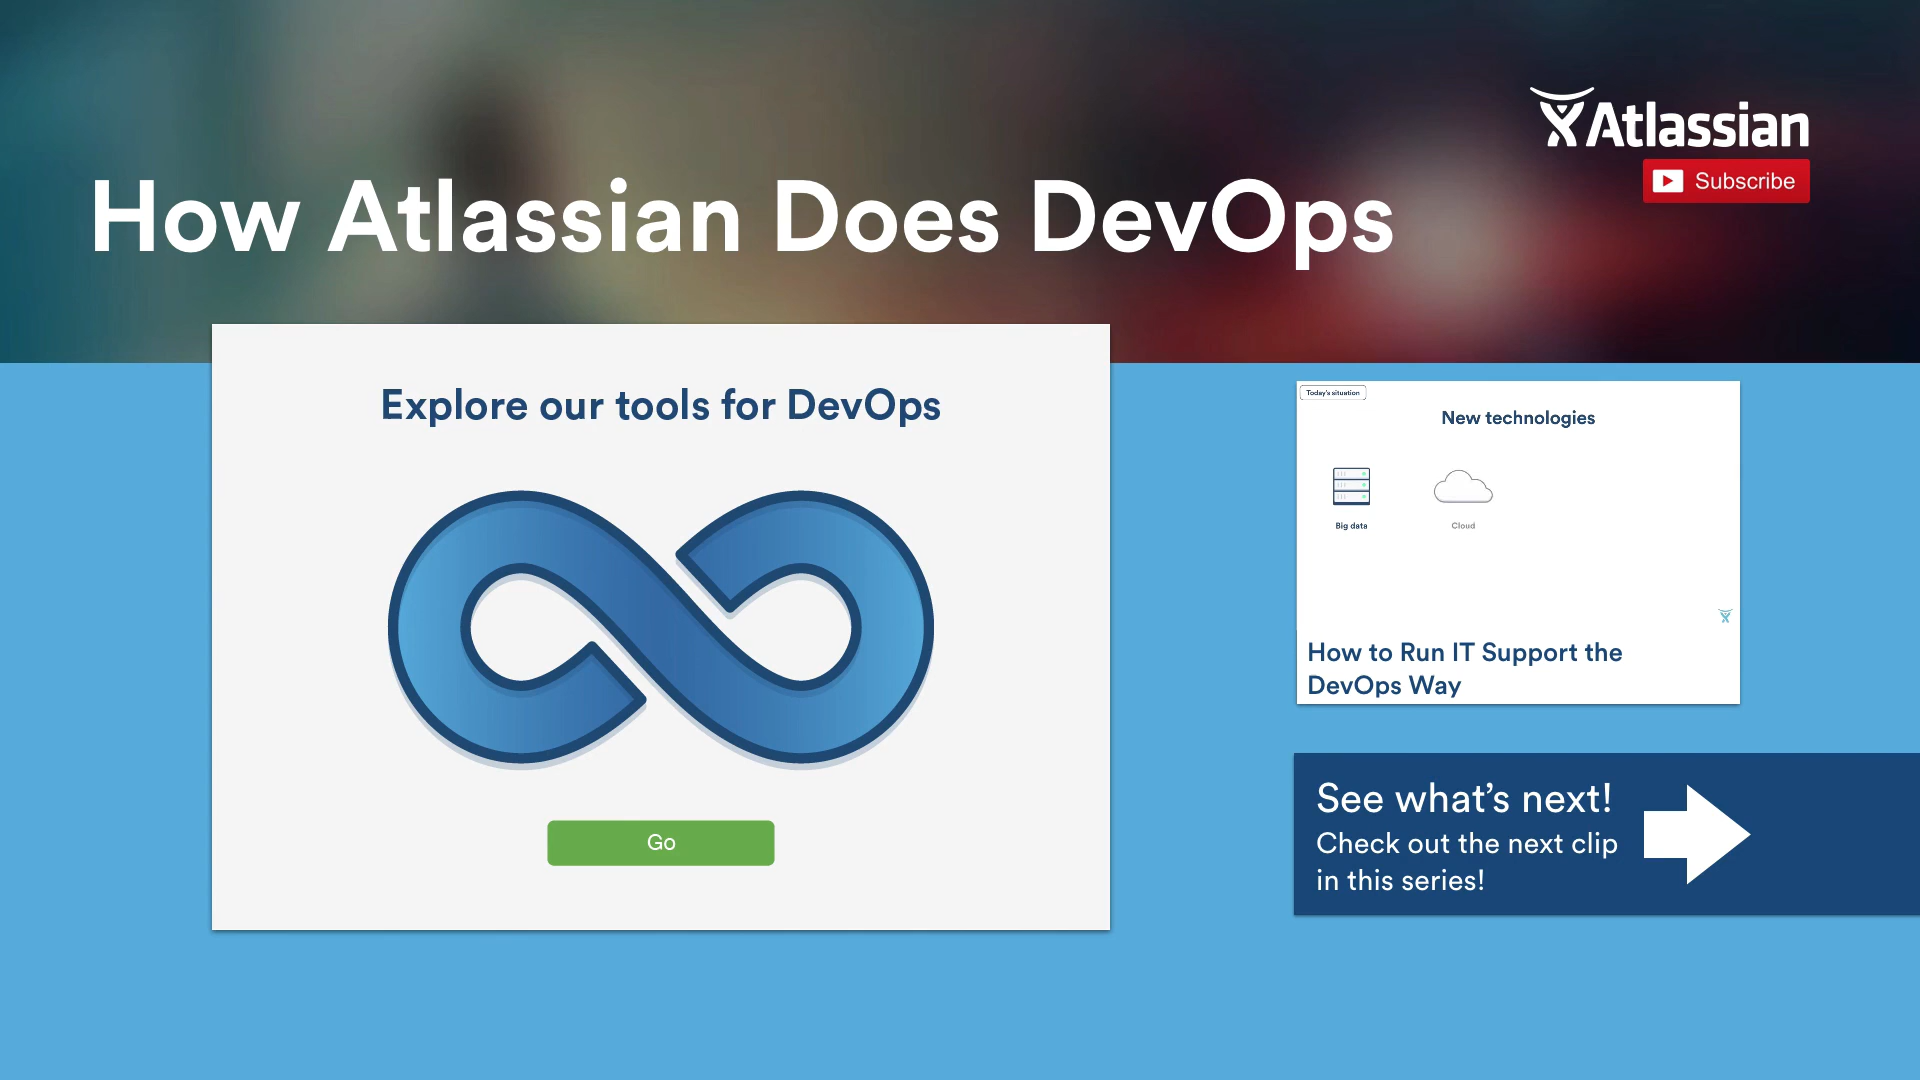 Atlassian
Subscribe
How Atlassian Does DevOps
Explore our tools for DevOps
Go
Today's situation
New technologies
Big data
Cloud
How to Run IT Support the
DevOps Way
See what's next!
Check out the next clip
in this series!